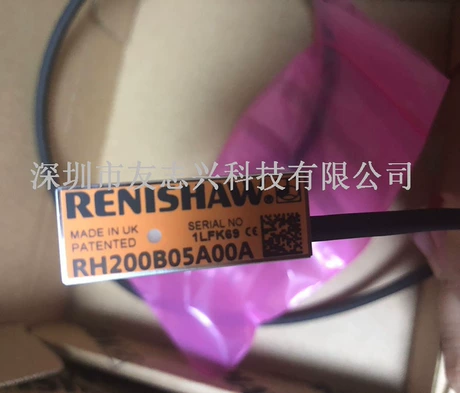 深圳市友志兴科技有限公司
RENISHAW.
MADE IN UK
PATENTED
SERIAL NO
1LFK69 CE
RH200B05A00A